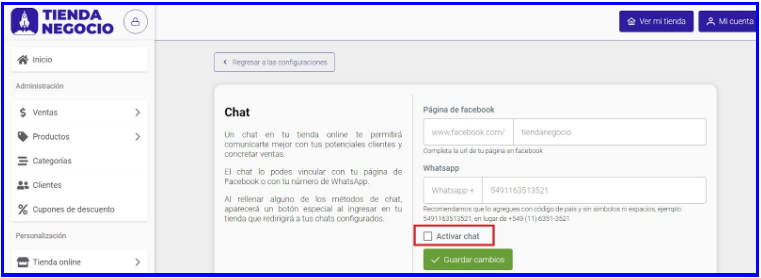 TIENDA
NEGOCIO
Ver mi tienda
Mi cuenta
Inicio
Regresar a las configuraciones
Administración
Ventas
Productos
Categorías
Clientes
Cupones de descuento
Personalización
Tienda online
Chat
Un chat en tu tienda online te permitirá
comunicarte mejor con tus potenciales clientes y
concretar ventas.
El chat lo podes vincular con tu página de
Facebook o con tu número de WhatsApp.
Al rellenar alguno de los métodos de chat,
aparecerá un botón especial al ingresar en tu
tienda que redirigirá a tus chats configurados.
Página de facebook
www.facebook.com/ tiendanegocio
Completa la url de tu página en facebook
Whatsapp
Whatsapp + 5491163513521
Recomendamos que lo agregues con código de país y sin simbolos ni espacios, ejemplo:
5491163513521, en lugar de +549 (11) 6351-3521
Activar chat
Guardar cambios